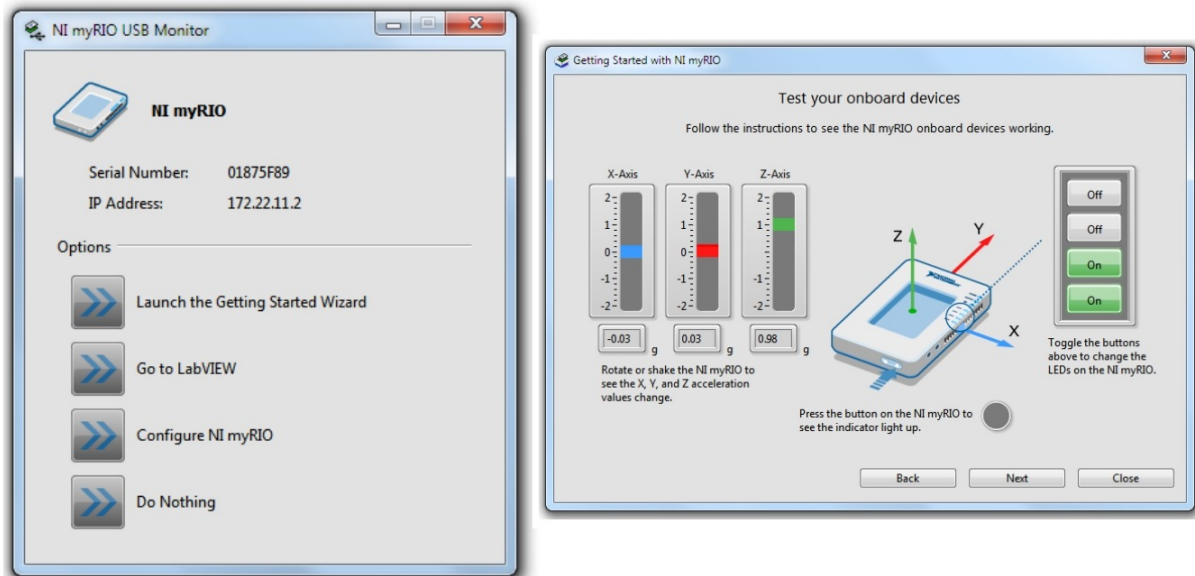 NI myRIO USB Monitor
NI myRIO
Serial Number: 01875F89
IP Address: 172.22.11.2
Options
Launch the Getting Started Wizard
Go to LabVIEW
Configure NI myRIO
Do Nothing
Getting Started with NI myRIO
Test your onboard devices
Follow the instructions to see the NI myRIO onboard devices working.
X-Axis Y-Axis Z-Axis
2 2 2
1 1 1
0 0 0
-1 -1 -1
-2 -2 -2
-0.03 g 0.03 g 0.98 g
Rotate or shake the NI myRIO to
see the X, Y, and Z acceleration
values change.
Z
Y
X
Press the button on the NI myRIO to
see the indicator light up.
Off
Off
On
On
Toggle the buttons
above to change the
LEDs on the NI myRIO.
Back Next Close